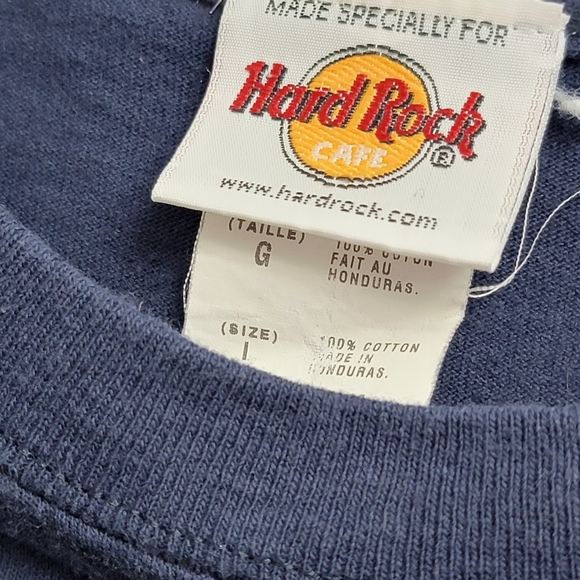 MADE SPECIALLY FOR
Hard Rock
CAFE ®
www.hardrock.com
(TAILLE)
G
100% COTON
FAIT AU
HONDURAS.
(SIZE)
L
100% COTTON
MADE IN
HONDURAS.